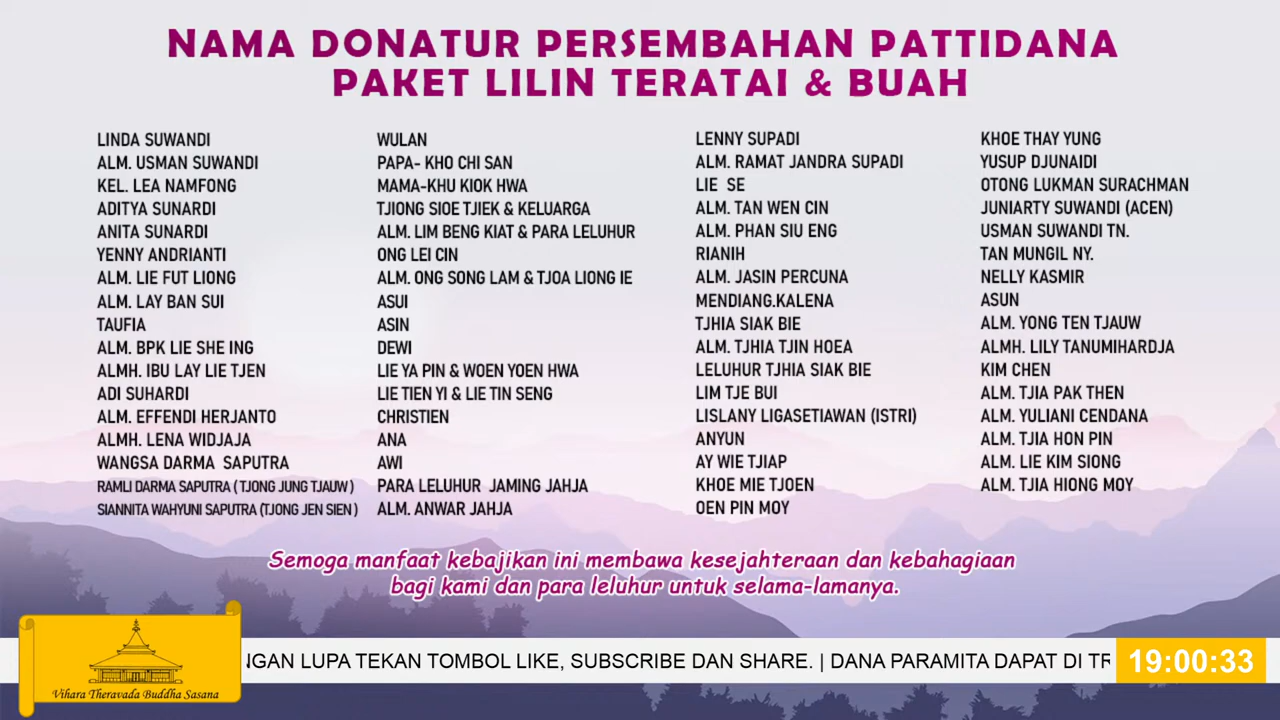 NAMA DONATUR PERSEMBAHAN PATTIDANA
PAKET LILIN TERATAI & BUAH
LINDA SUWANDI
ALM. USMAN SUWANDI
KEL. LEA NAMFONG
ADITYA SUNARDI
ANITA SUNARDI
YENNY ANDRIANTI
ALM. LIE FUT LIONG
ALM. LAY BAN SUI
TAUFIA
ALM. BPK LIE SHE ING
ALMH. IBU LAY LIE TJEN
ADI SUHARDI
ALM. EFFENDI HERJANTO
ALMH. LENA WIDJAJA
WANGSA DARMA  SAPUTRA
RAMLI DARMA SAPUTRA ( TJONG JUNG TJAUW )
SIANNITA WAHYUNI SAPUTRA (TJONG JEN SIEN )
WULAN
PAPA- KHO CHI SAN
MAMA-KHU KIOK HWA
TJIONG SIOE TJIEK & KELUARGA
ALM. LIM BENG KIAT & PARA LELUHUR
ONG LEI CIN
ALM. ONG SONG LAM & TJOA LIONG IE
ASUI
ASIN
DEWI
LIE YA PIN & WOEN YOEN HWA
LIE TIEN YI & LIE TIN SENG
CHRISTIEN
ANA
AWI
PARA LELUHUR  JAMING JAHJA
ALM. ANWAR JAHJA
LENNY SUPADI
ALM. RAMAT JANDRA SUPADI
LIE  SE
ALM. TAN WEN CIN
ALM. PHAN SIU ENG
RIANIH
ALM. JASIN PERCUNA
MENDIANG.KALENA
TJHIA SIAK BIE
ALM. TJHIA TJIN HOEA
LELUHUR TJHIA SIAK BIE
LIM TJE BUI
LISLANY LIGASETIAWAN (ISTRI)
ANYUN
AY WIE TJIAP
KHOE MIE TJOEN
OEN PIN MOY
KHOE THAY YUNG
YUSUP DJUNAIDI
OTONG LUKMAN SURACHMAN
JUNIARTY SUWANDI (ACEN)
USMAN SUWANDI TN.
TAN MUNGIL NY.
NELLY KASMIR
ASUN
ALM. YONG TEN TJAUW
ALMH. LILY TANUMIHARDJA
KIM CHEN
ALM. TJIA PAK THEN
ALM. YULIANI CENDANA
ALM. TJIA HON PIN
ALM. LIE KIM SIONG
ALM. TJIA HIONG MOY
Semoga manfaat kebajikan ini membawa kesejahteraan dan kebahagiaan
bagi kami dan para leluhur untuk selama-lamanya.
NGAN LUPA TEKAN TOMBOL LIKE, SUBSCRIBE DAN SHARE. | DANA PARAMITA DAPAT DI TR
19:00:33
Vihara Theravada Buddha Sasana